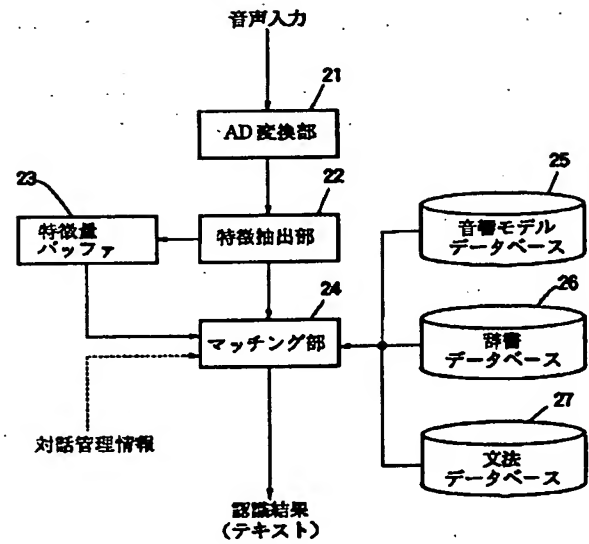 音声入力
21
AD変換部
23
22
25
特徴量
バッファ
特徴抽出部
音響モデル
データベース
24
26
マッチング部
辞書
データベース
対話管理情報
27
文法
データベース
認識結果
(テキスト)